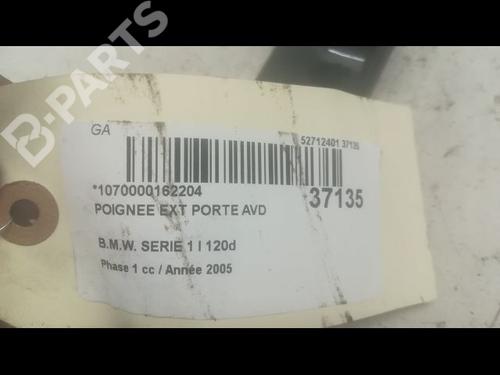 B-PARTS
GA
52712401 37135
*1070000162204
37135
POIGNEE EXT PORTE AVD
B.M.W. SERIE 1 I 120d
Phase 1 cc / Année 2005